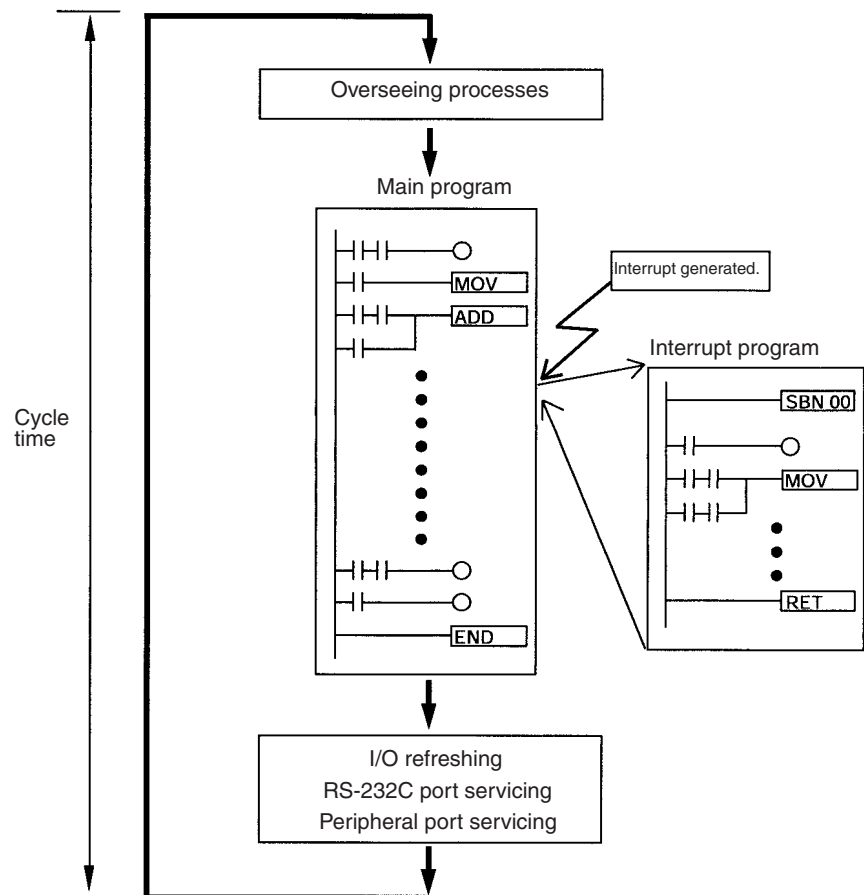 Overseeing processes
Main program
MOV
ADD
Interrupt generated.
Interrupt program
SBN 00
MOV
RET
Cycle
time
END
I/O refreshing
RS-232C port servicing
Peripheral port servicing